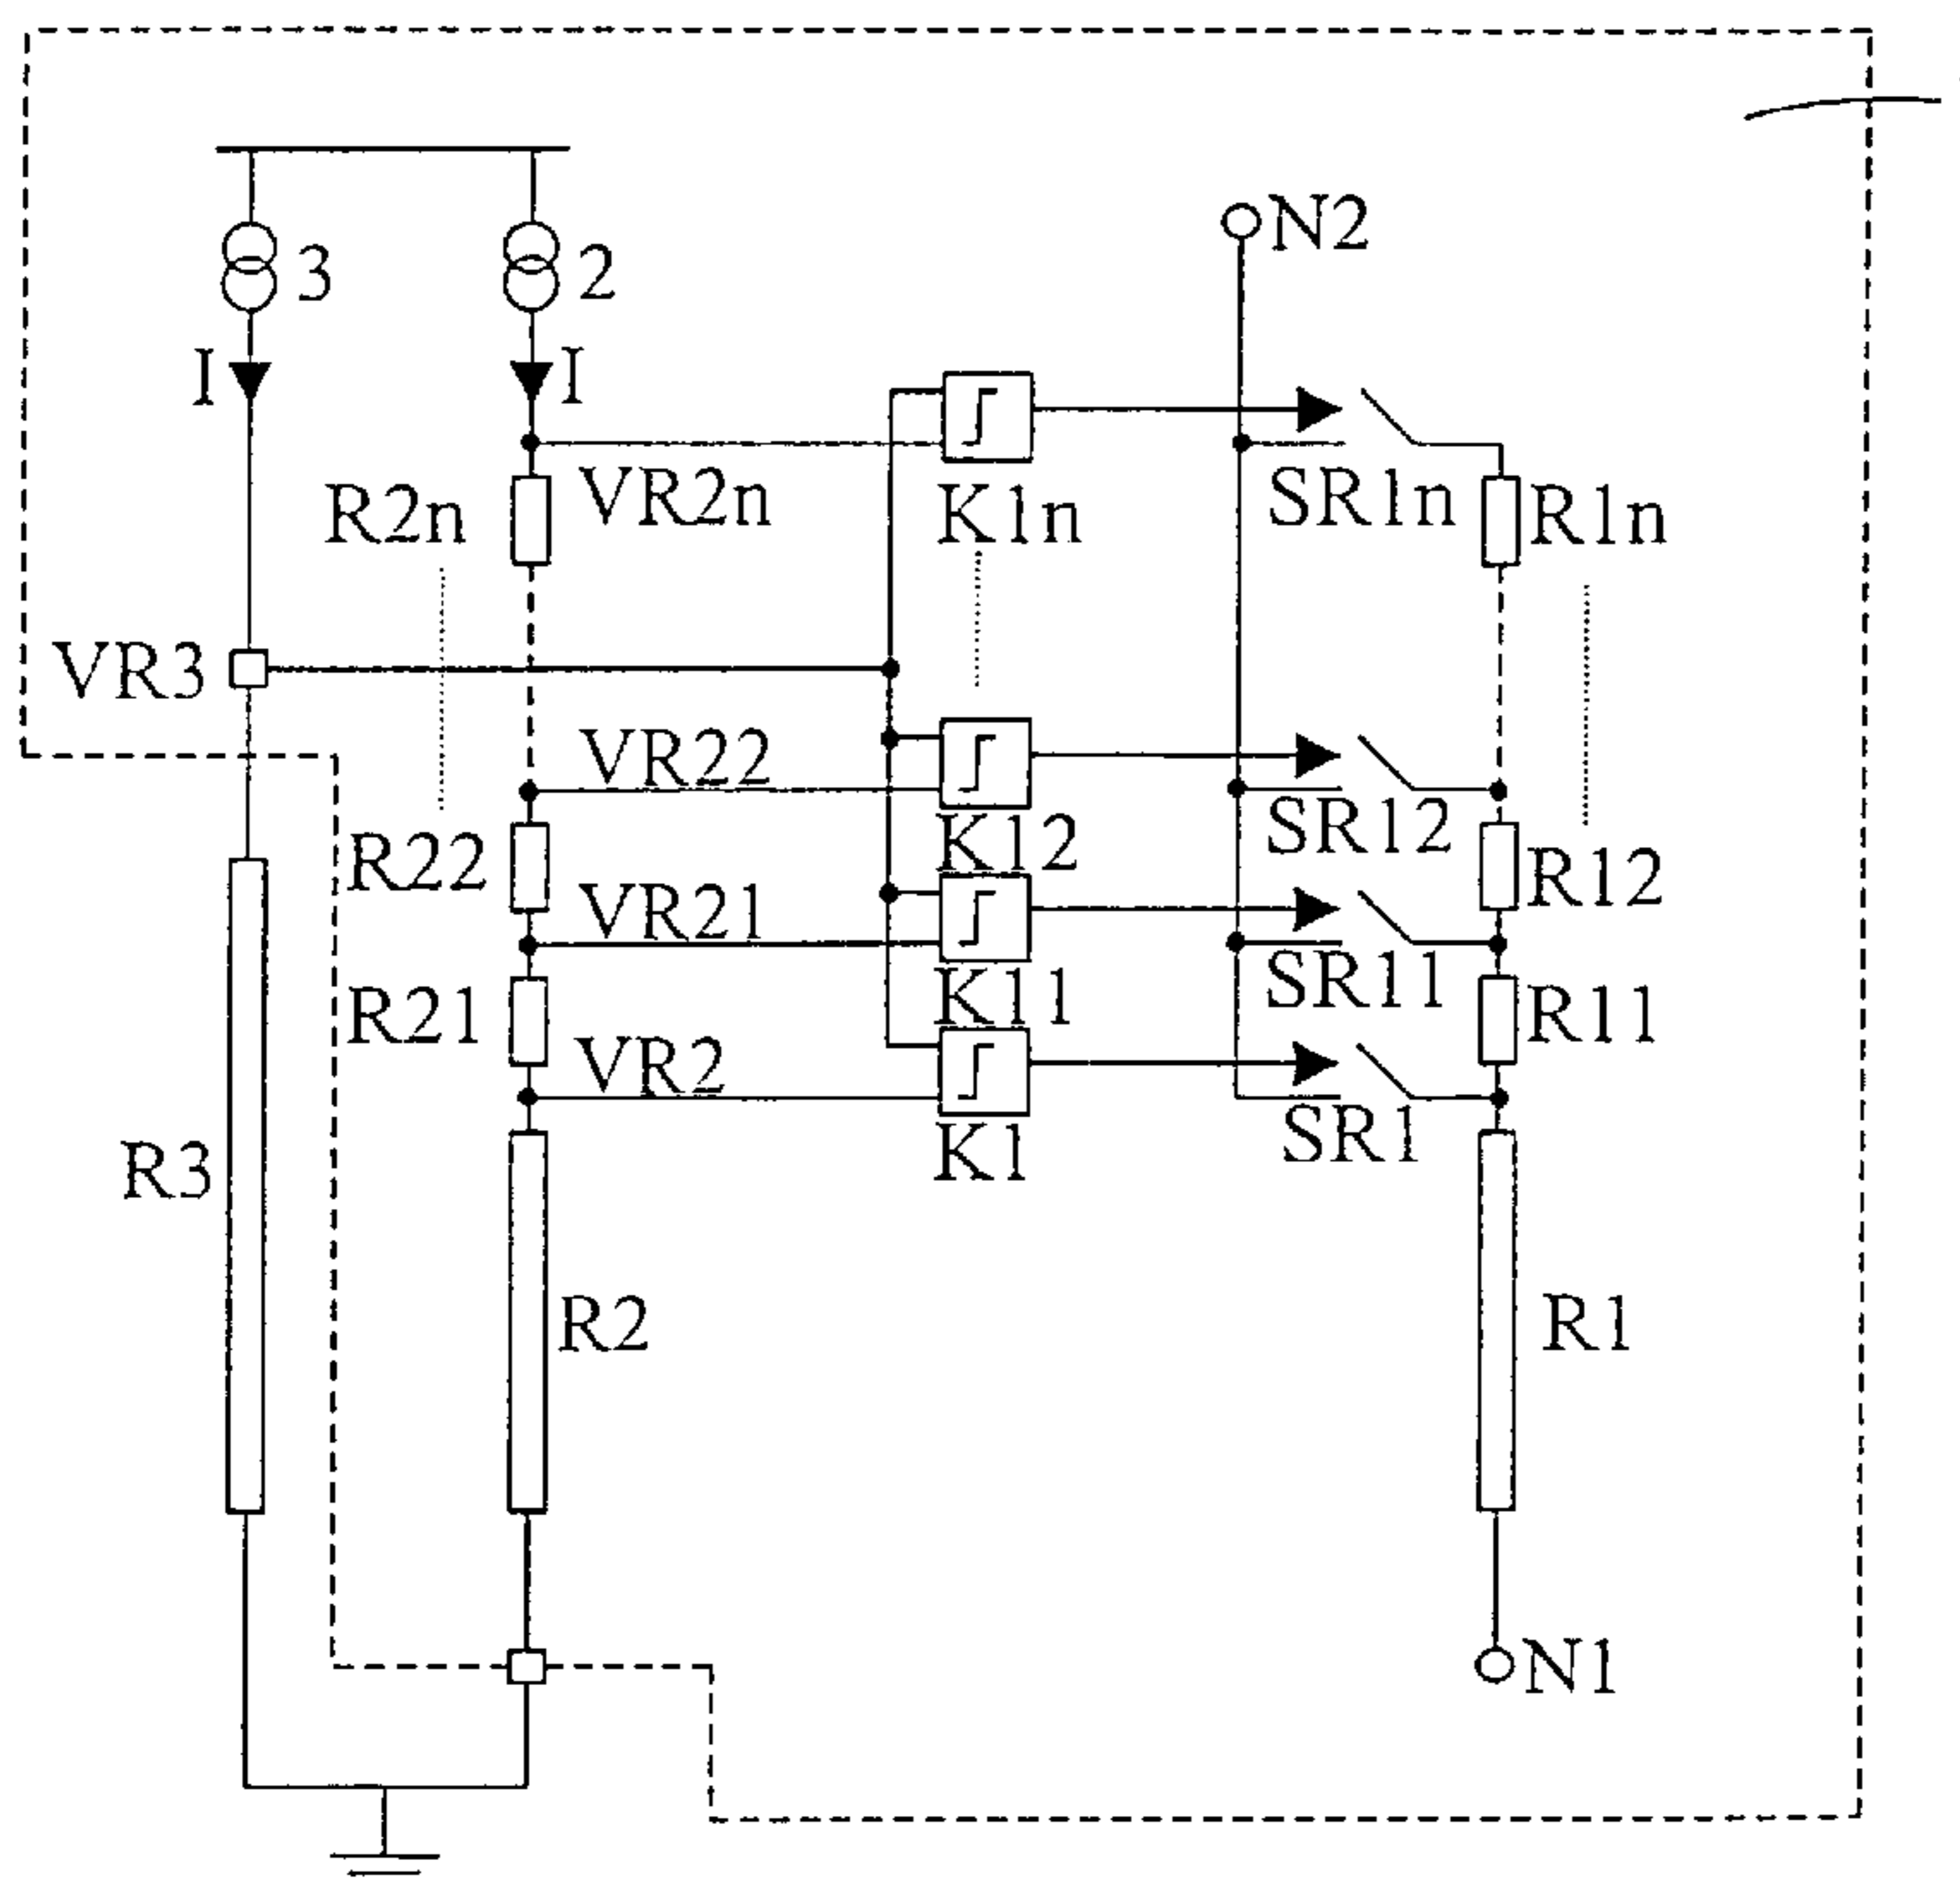 N2
3
2
I
I
R2n
VR2n
K1n
SR1n
R1n
VR3
VR22
R22
K12
SR12
R12
VR21
R21
K11
SR11
R11
VR2
K1
SR1
R3
R2
R1
N1